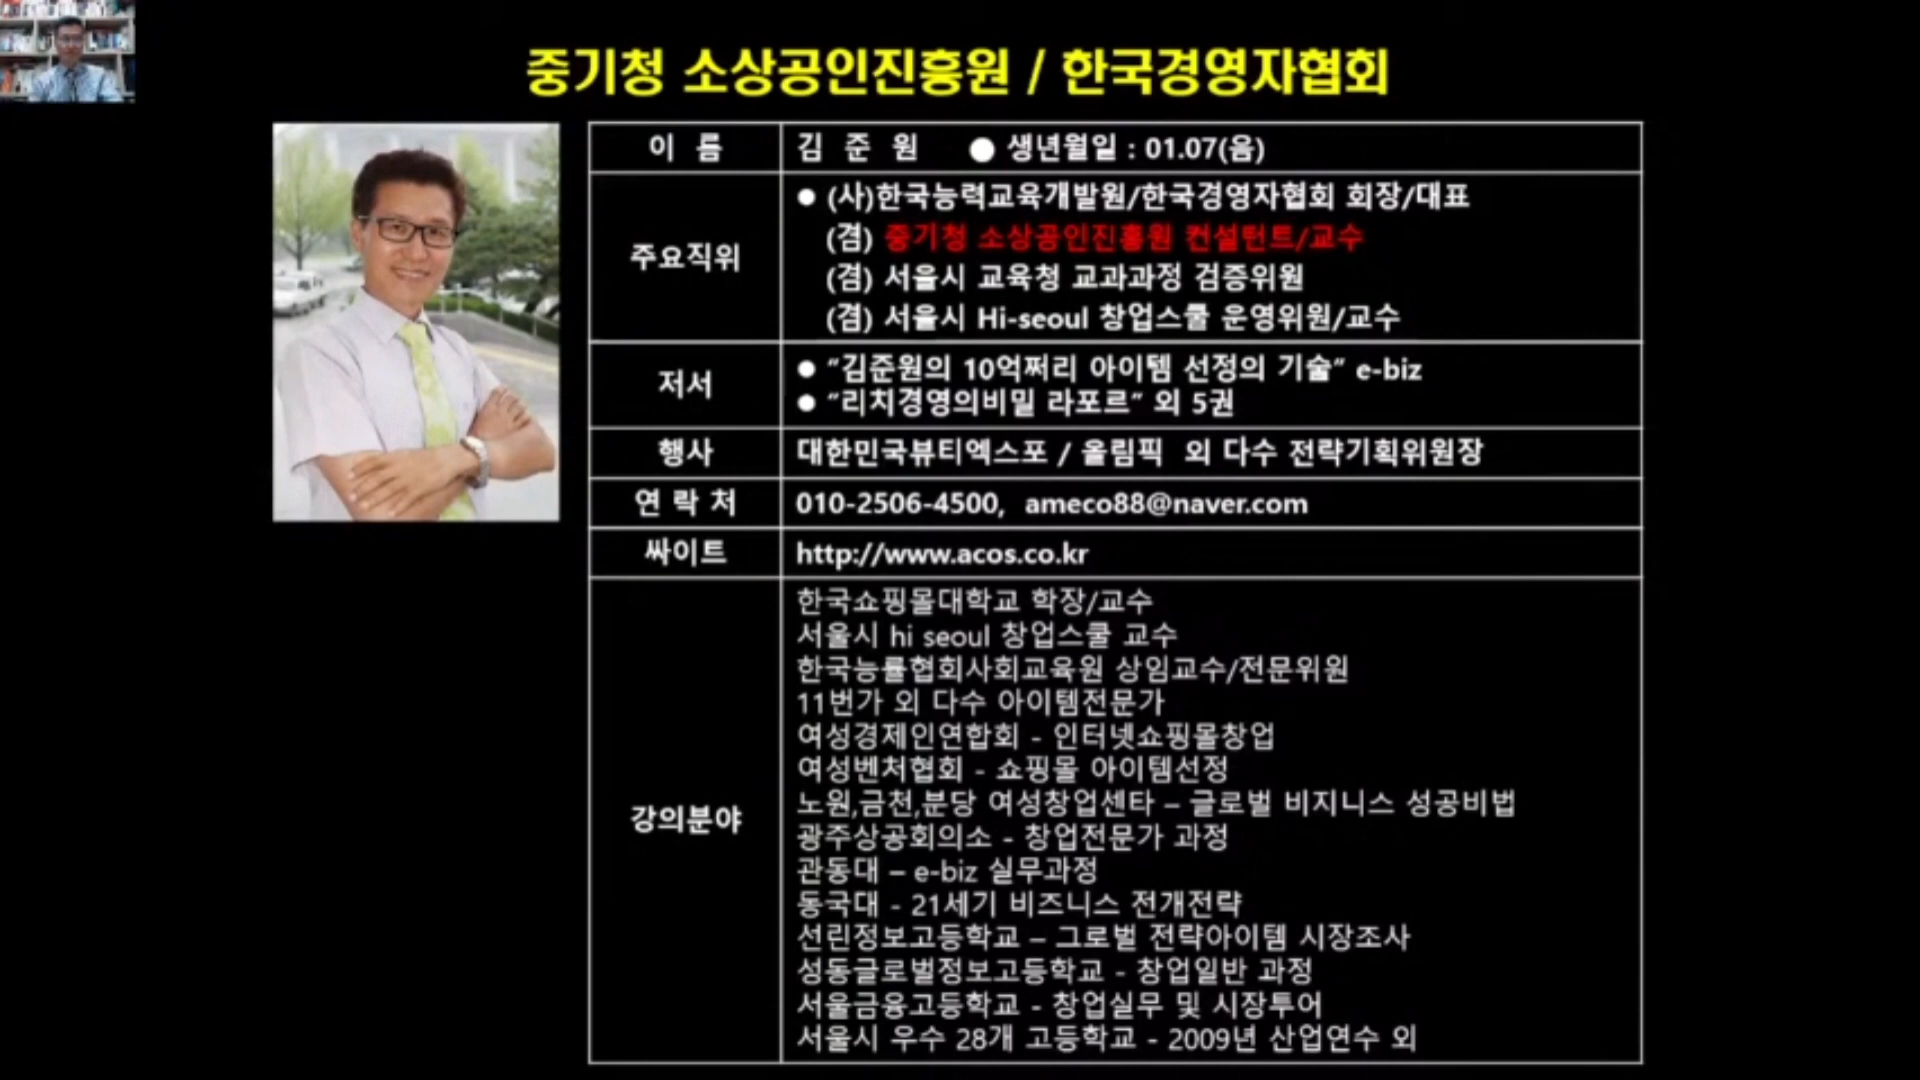 중기청 소상공인진흥원 / 한국경영자협회
이 름 김 준 원 ● 생년월일 : 01.07(음)
주요직위
● (사)한국능력교육개발원/한국경영자협회 회장/대표
(겸) 중기청 소상공인진흥원 컨설턴트/교수
(겸) 서울시 교육청 교과과정 검증위원
(겸) 서울시 Hi-seoul 창업스쿨 운영위원/교수
저서
● “김준원의 10억쩌리 아이템 선정의 기술” e-biz
● “리치경영의비밀 라포르” 외 5권
행사 대한민국뷰티엑스포 / 올림픽 외 다수 전략기획위원장
연 락 처 010-2506-4500, ameco88@naver.com
싸이트 http://www.acos.co.kr
강의분야
한국쇼핑몰대학교 학장/교수
서울시 hi seoul 창업스쿨 교수
한국능률협회사회교육원 상임교수/전문위원
11번가 외 다수 아이템전문가
여성경제인연합회 - 인터넷쇼핑몰창업
여성벤처협회 - 쇼핑몰 아이템선정
노원,금천,분당 여성창업센타 – 글로벌 비지니스 성공비법
광주상공회의소 - 창업전문가 과정
관동대 – e-biz 실무과정
동국대 - 21세기 비즈니스 전개전략
선린정보고등학교 – 그로벌 전략아이템 시장조사
성동글로벌정보고등학교 - 창업일반 과정
서울금융고등학교 - 창업실무 및 시장투어
서울시 우수 28개 고등학교 - 2009년 산업연수 외